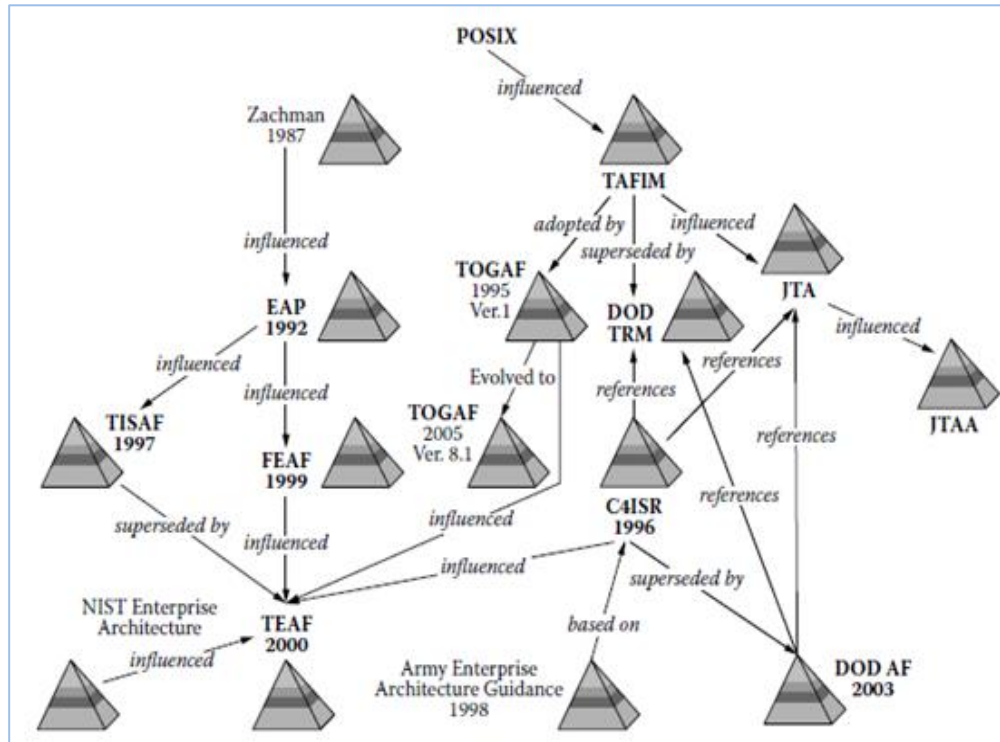 POSIX
influenced
Zachman
1987
TAFIM
adopted by
influenced
superseded by
influenced
TOGAF
1995
Ver.1
DOD
TRM
JTA
EAP
1992
influenced
influenced
influenced
Evolved to
references
references
TISAF
1997
TOGAF
2005
Ver. 8.1
JTAA
FEAF
1999
references
references
C4ISR
1996
superseded by
influenced
influenced
influenced
superseded by
NIST Enterprise
Architecture
TEAF
2000
based on
influenced
Army Enterprise
Architecture Guidance
1998
DOD AF
2003